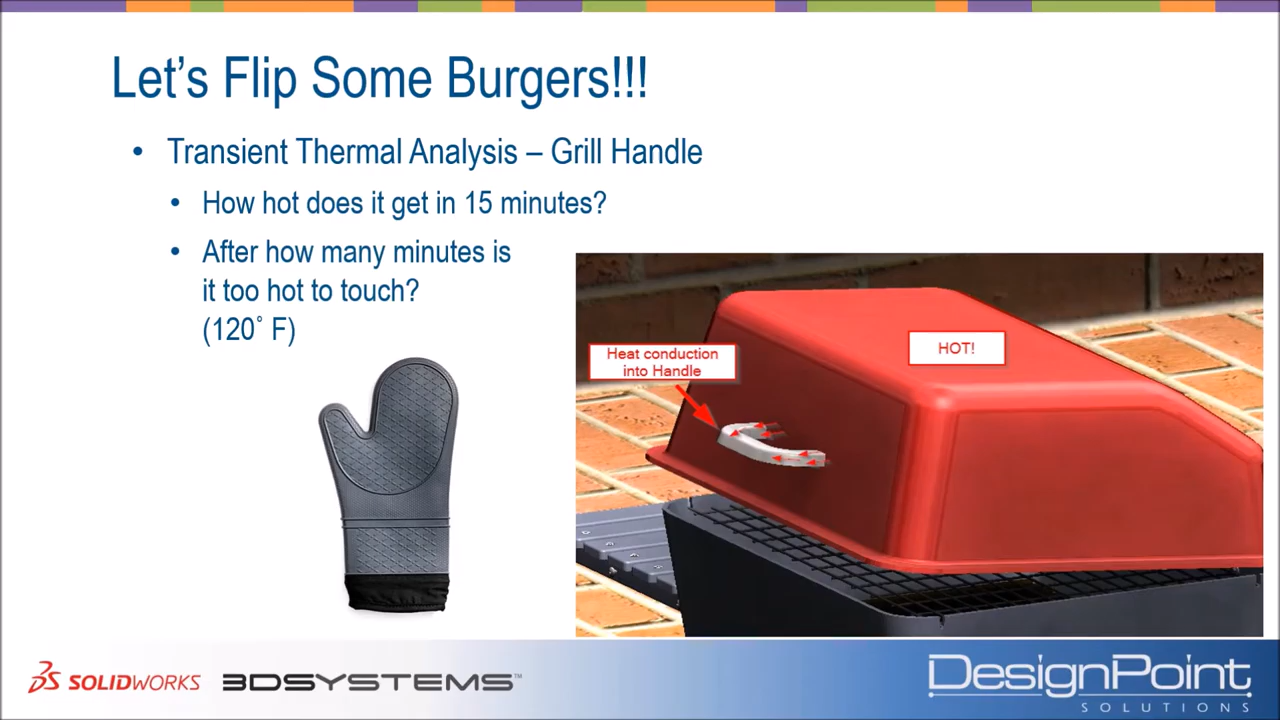 Let's Flip Some Burgers!!!
• Transient Thermal Analysis – Grill Handle
• How hot does it get in 15 minutes?
• After how many minutes is
it too hot to touch?
(120° F)
Heat conduction
into Handle
HOT!
SOLIDWORKS
3DSYSTEMS™
DesignPoint
SOLUTIONS